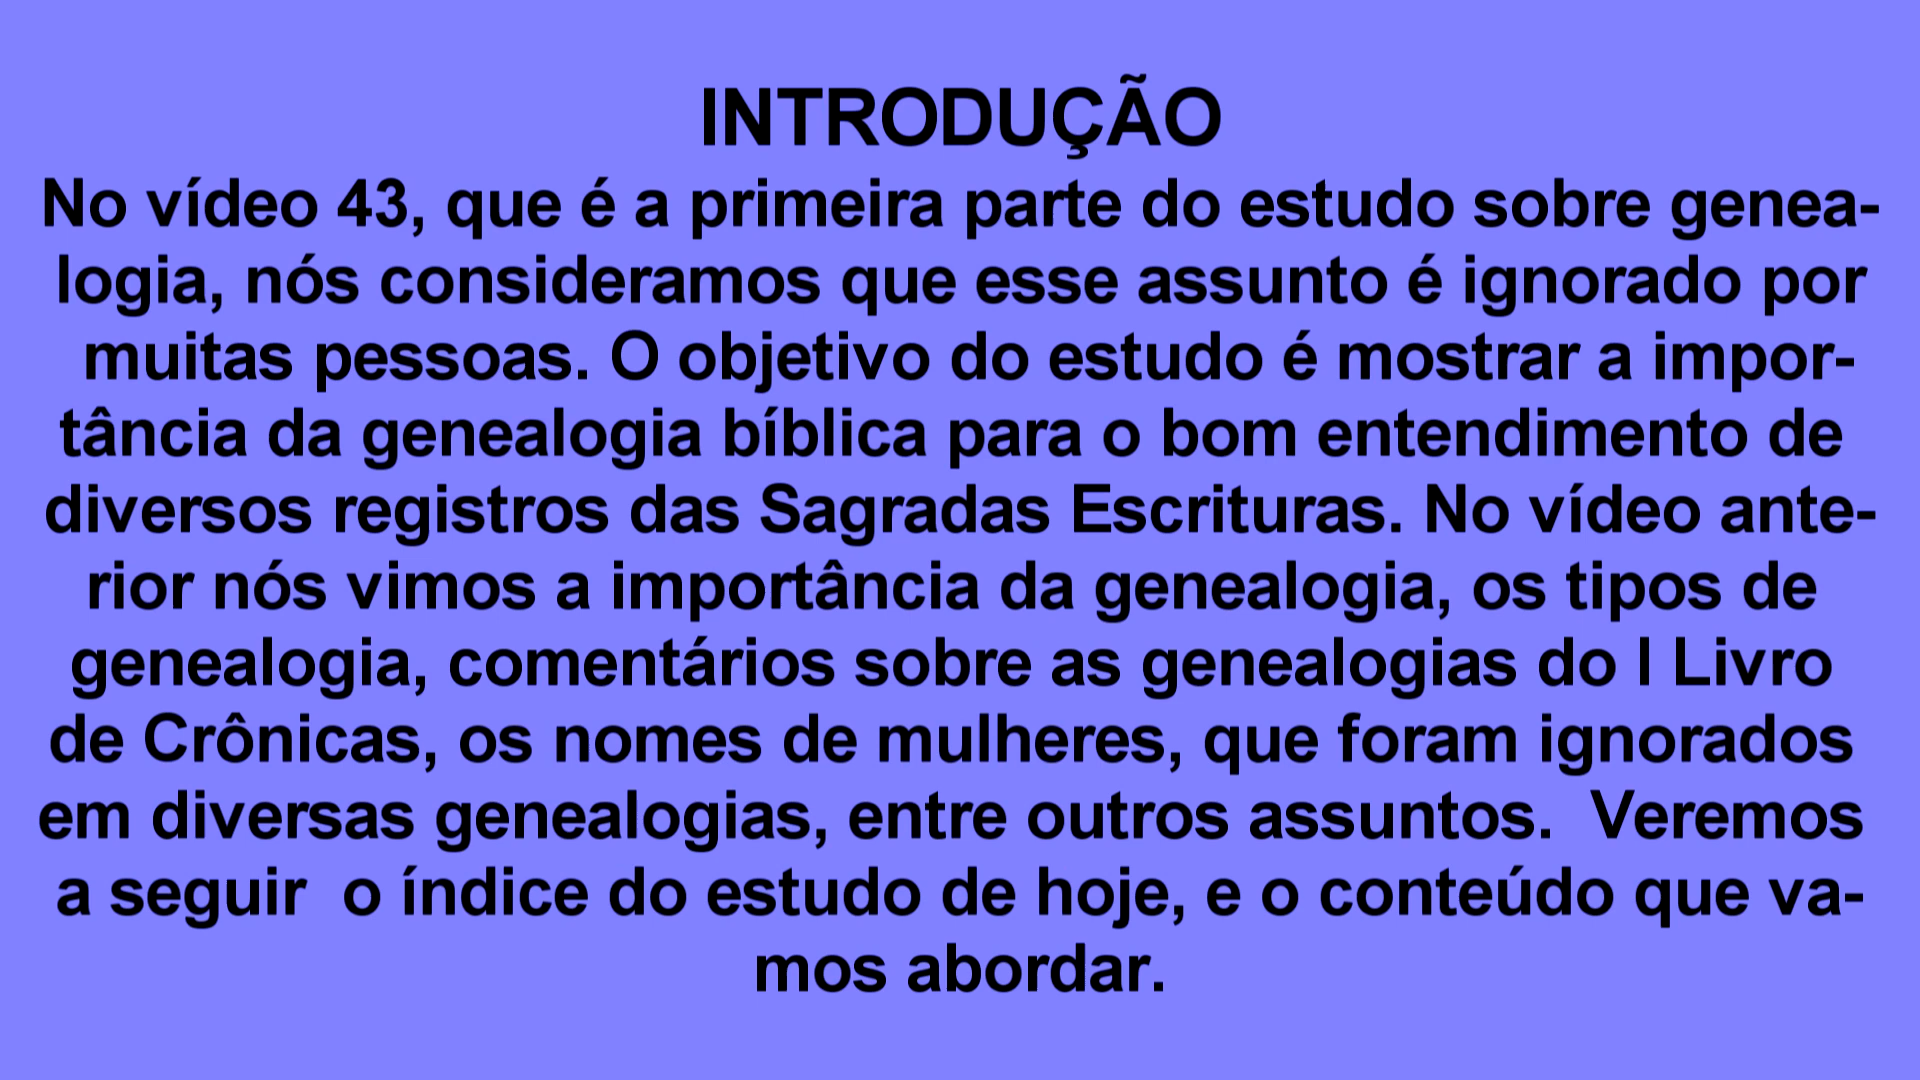 INTRODUÇÃO
No vídeo 43, que é a primeira parte do estudo sobre genea-
logia, nós consideramos que esse assunto é ignorado por
muitas pessoas. O objetivo do estudo é mostrar a impor-
tância da genealogia bíblica para o bom entendimento de
diversos registros das Sagradas Escrituras. No vídeo ante-
rior nós vimos a importância da genealogia, os tipos de
genealogia, comentários sobre as genealogias do I Livro
de Crônicas, os nomes de mulheres, que foram ignorados
em diversas genealogias, entre outros assuntos.  Veremos
a seguir  o índice do estudo de hoje, e o conteúdo que va-
mos abordar.